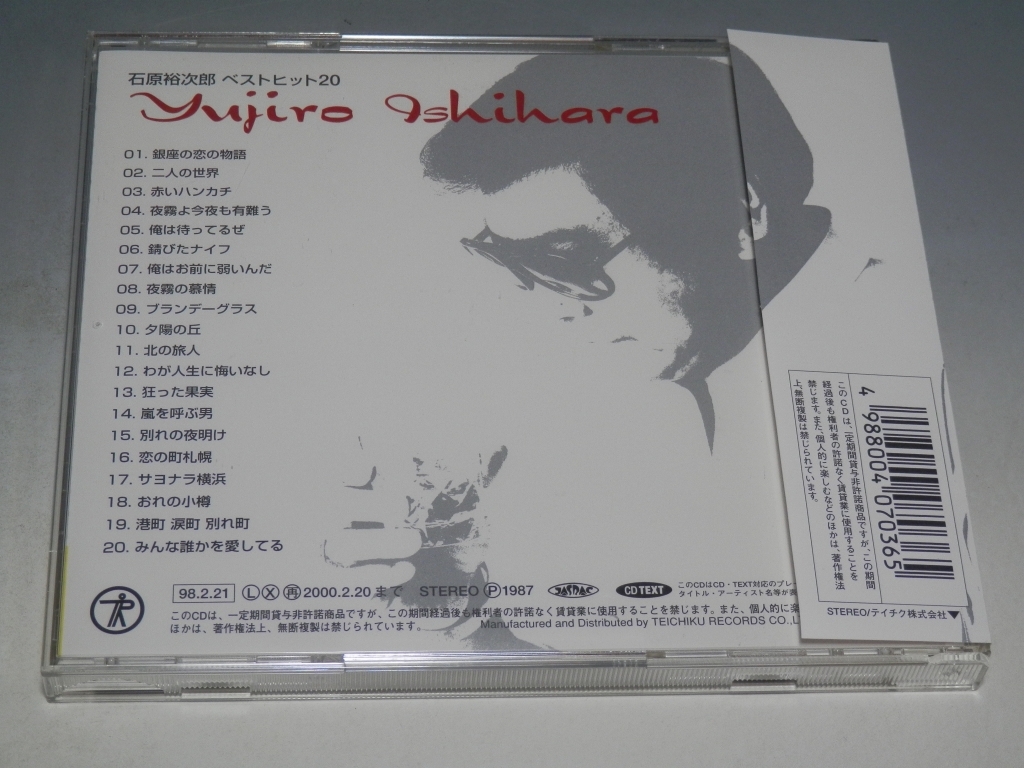 石原裕次郎 ベストヒット20
Yujiro Ishihara
01. 銀座の恋の物語
02. 二人の世界
03. 赤いハンカチ
04. 夜霧よ今夜も有難う
05. 俺は待ってるぜ
06. 錆びたナイフ
07. 俺はお前に弱いんだ
08. 夜霧の慕情
09. ブランデーグラス
10. 夕陽の丘
11. 北の旅人
12. わが人生に悔いなし
13. 狂った果実
14. 嵐を呼ぶ男
15. 別れの夜明け
16. 恋の町札幌
17. サヨナラ横浜
18. おれの小樽
19. 港町 涙町 別れ町
20. みんな誰かを愛してる
98.2.21 Ⓛ Ⓧ 再 2000.2.20 まで STEREO Ⓟ1987 JASRAC CD TEXT
このCDはCD・TEXT対応のプレー
タイトル・アーティスト名等が表
このCDは、一定期間貸与非許諾商品ですが、この期間経過後も権利者の許諾なく賃貸業に使用することを禁じます。また、個人的に楽
ほかは、著作権法上、無断複製は禁じられています。
Manufactured and Distributed by TEICHIKU RECORDS CO.,L
4 988004 070365
このCDは、一定期間貸与非許諾商品ですが、この期間
経過後も権利者の許諾なく賃貸業に使用することを
禁じます。また、個人的に楽しむなどのほかは、著作権法
上、無断複製は禁じられています。
STEREO/テイチク株式会社▼